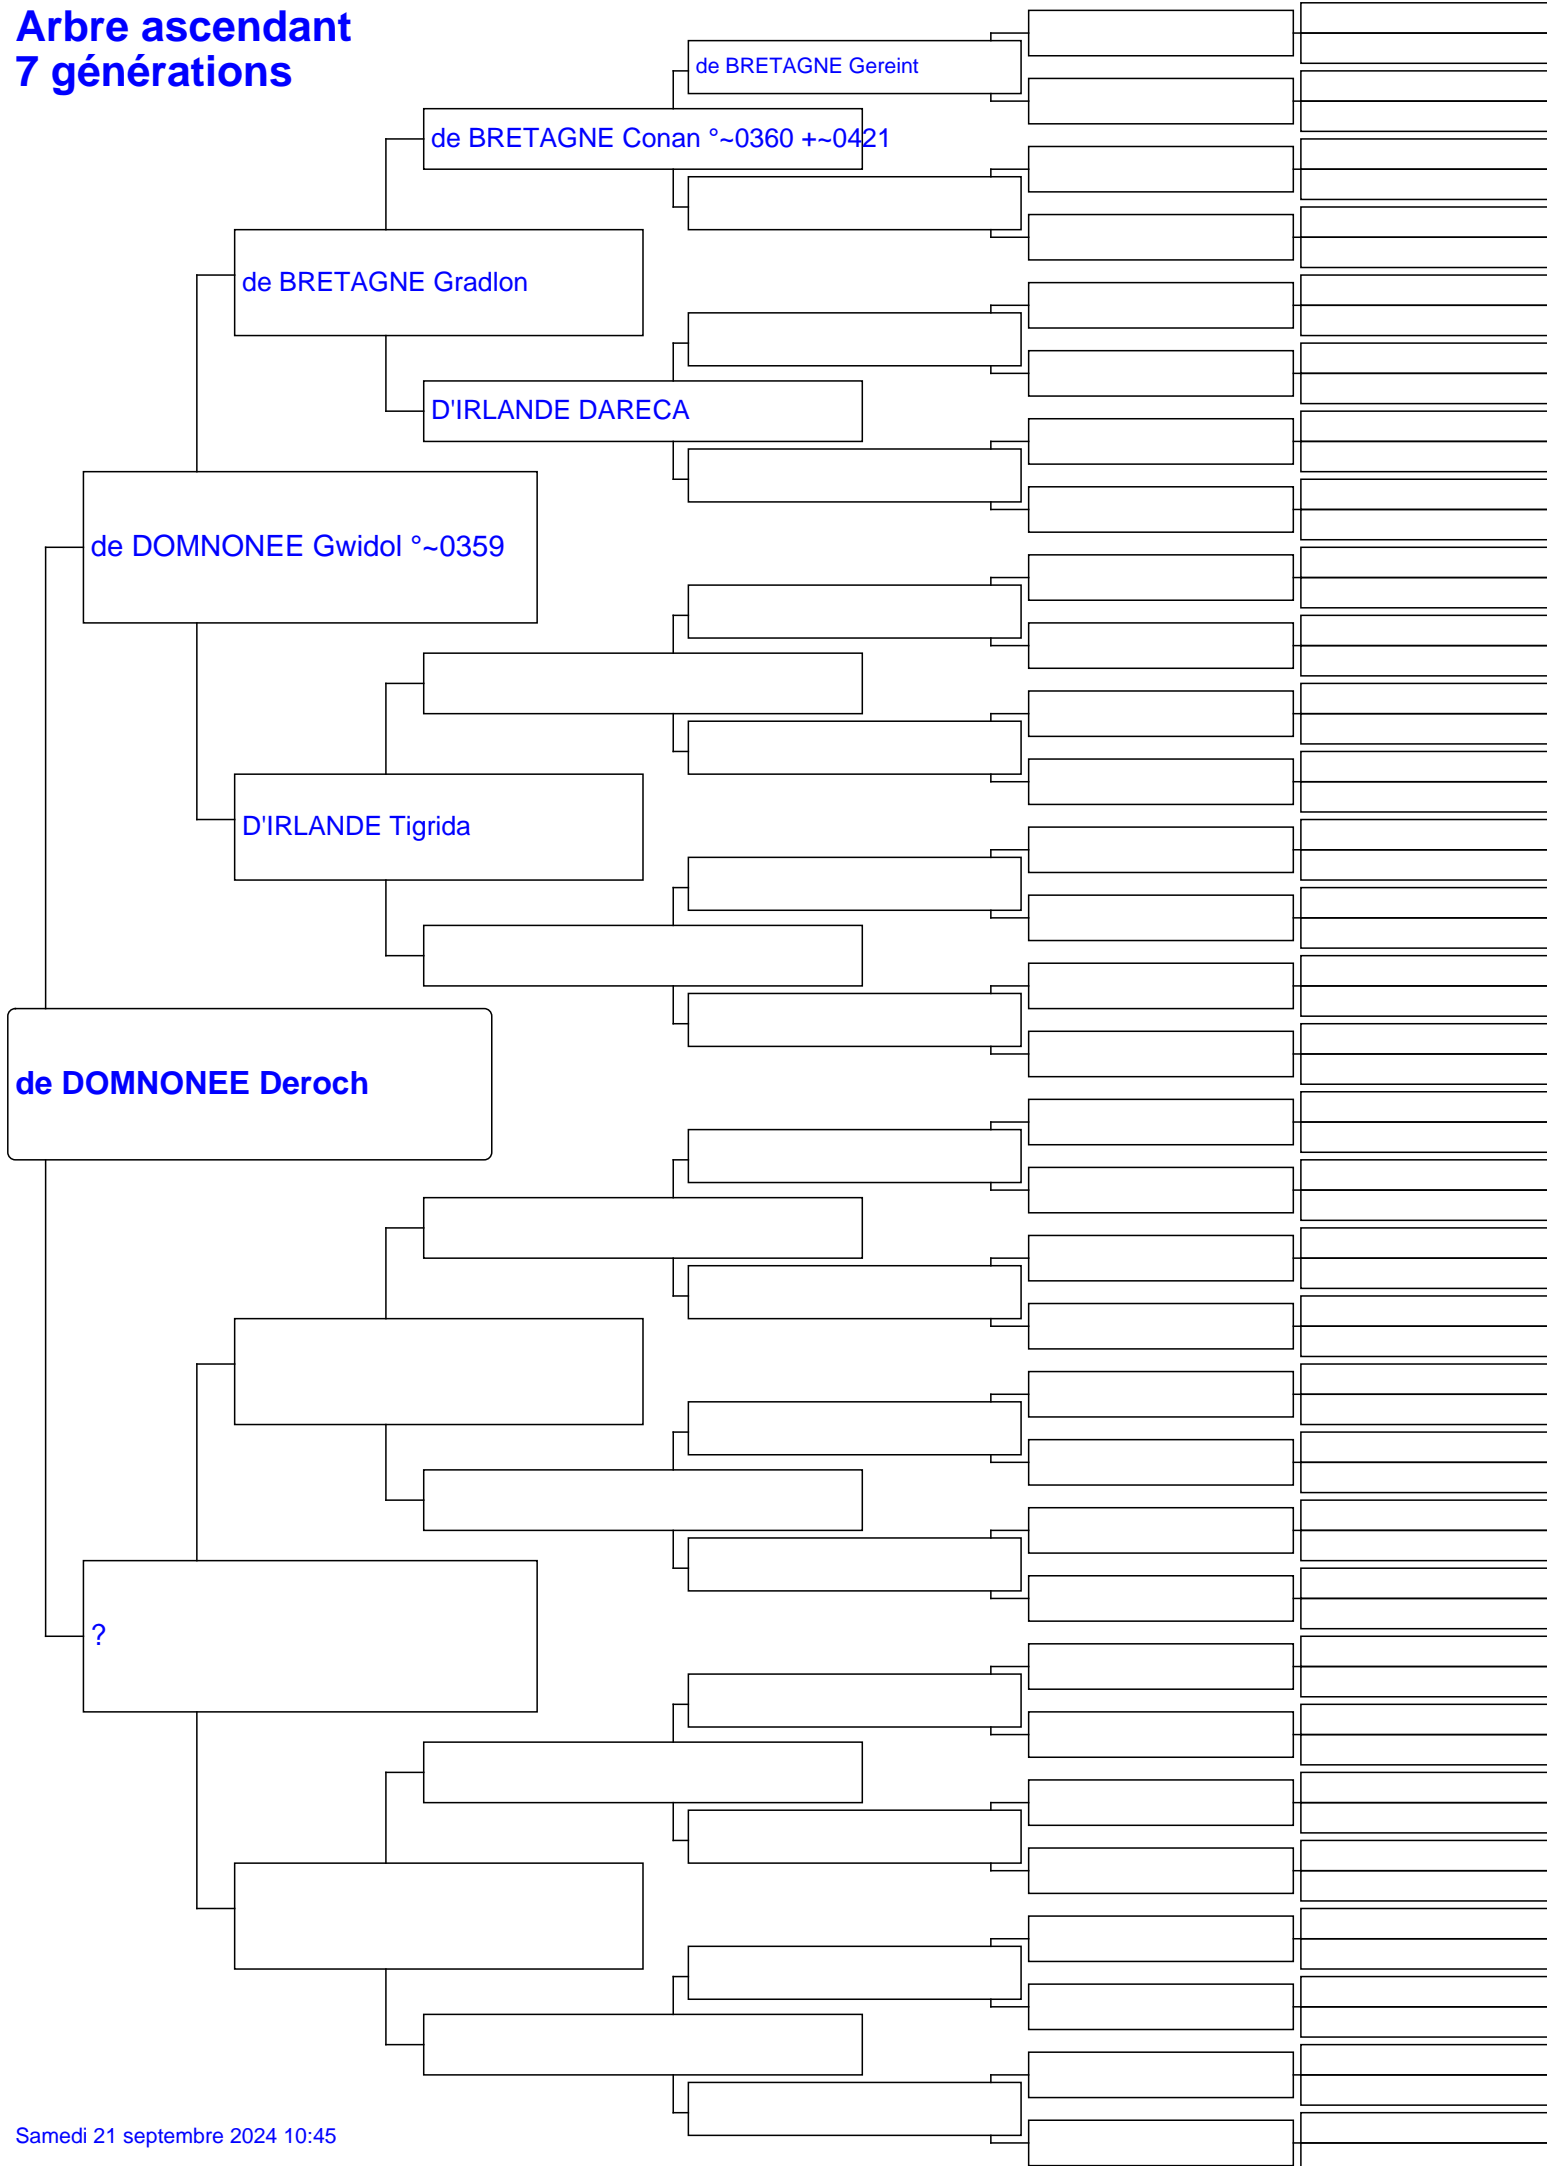 Arbre ascendant
7 générations
de BRETAGNE Gereint
de BRETAGNE Conan °~0360 +~0421
de BRETAGNE Gradlon
D'IRLANDE DARECA
de DOMNONEE Gwidol °~0359
D'IRLANDE Tigrida
de DOMNONEE Deroch
?
Samedi 21 septembre 2024 10:45